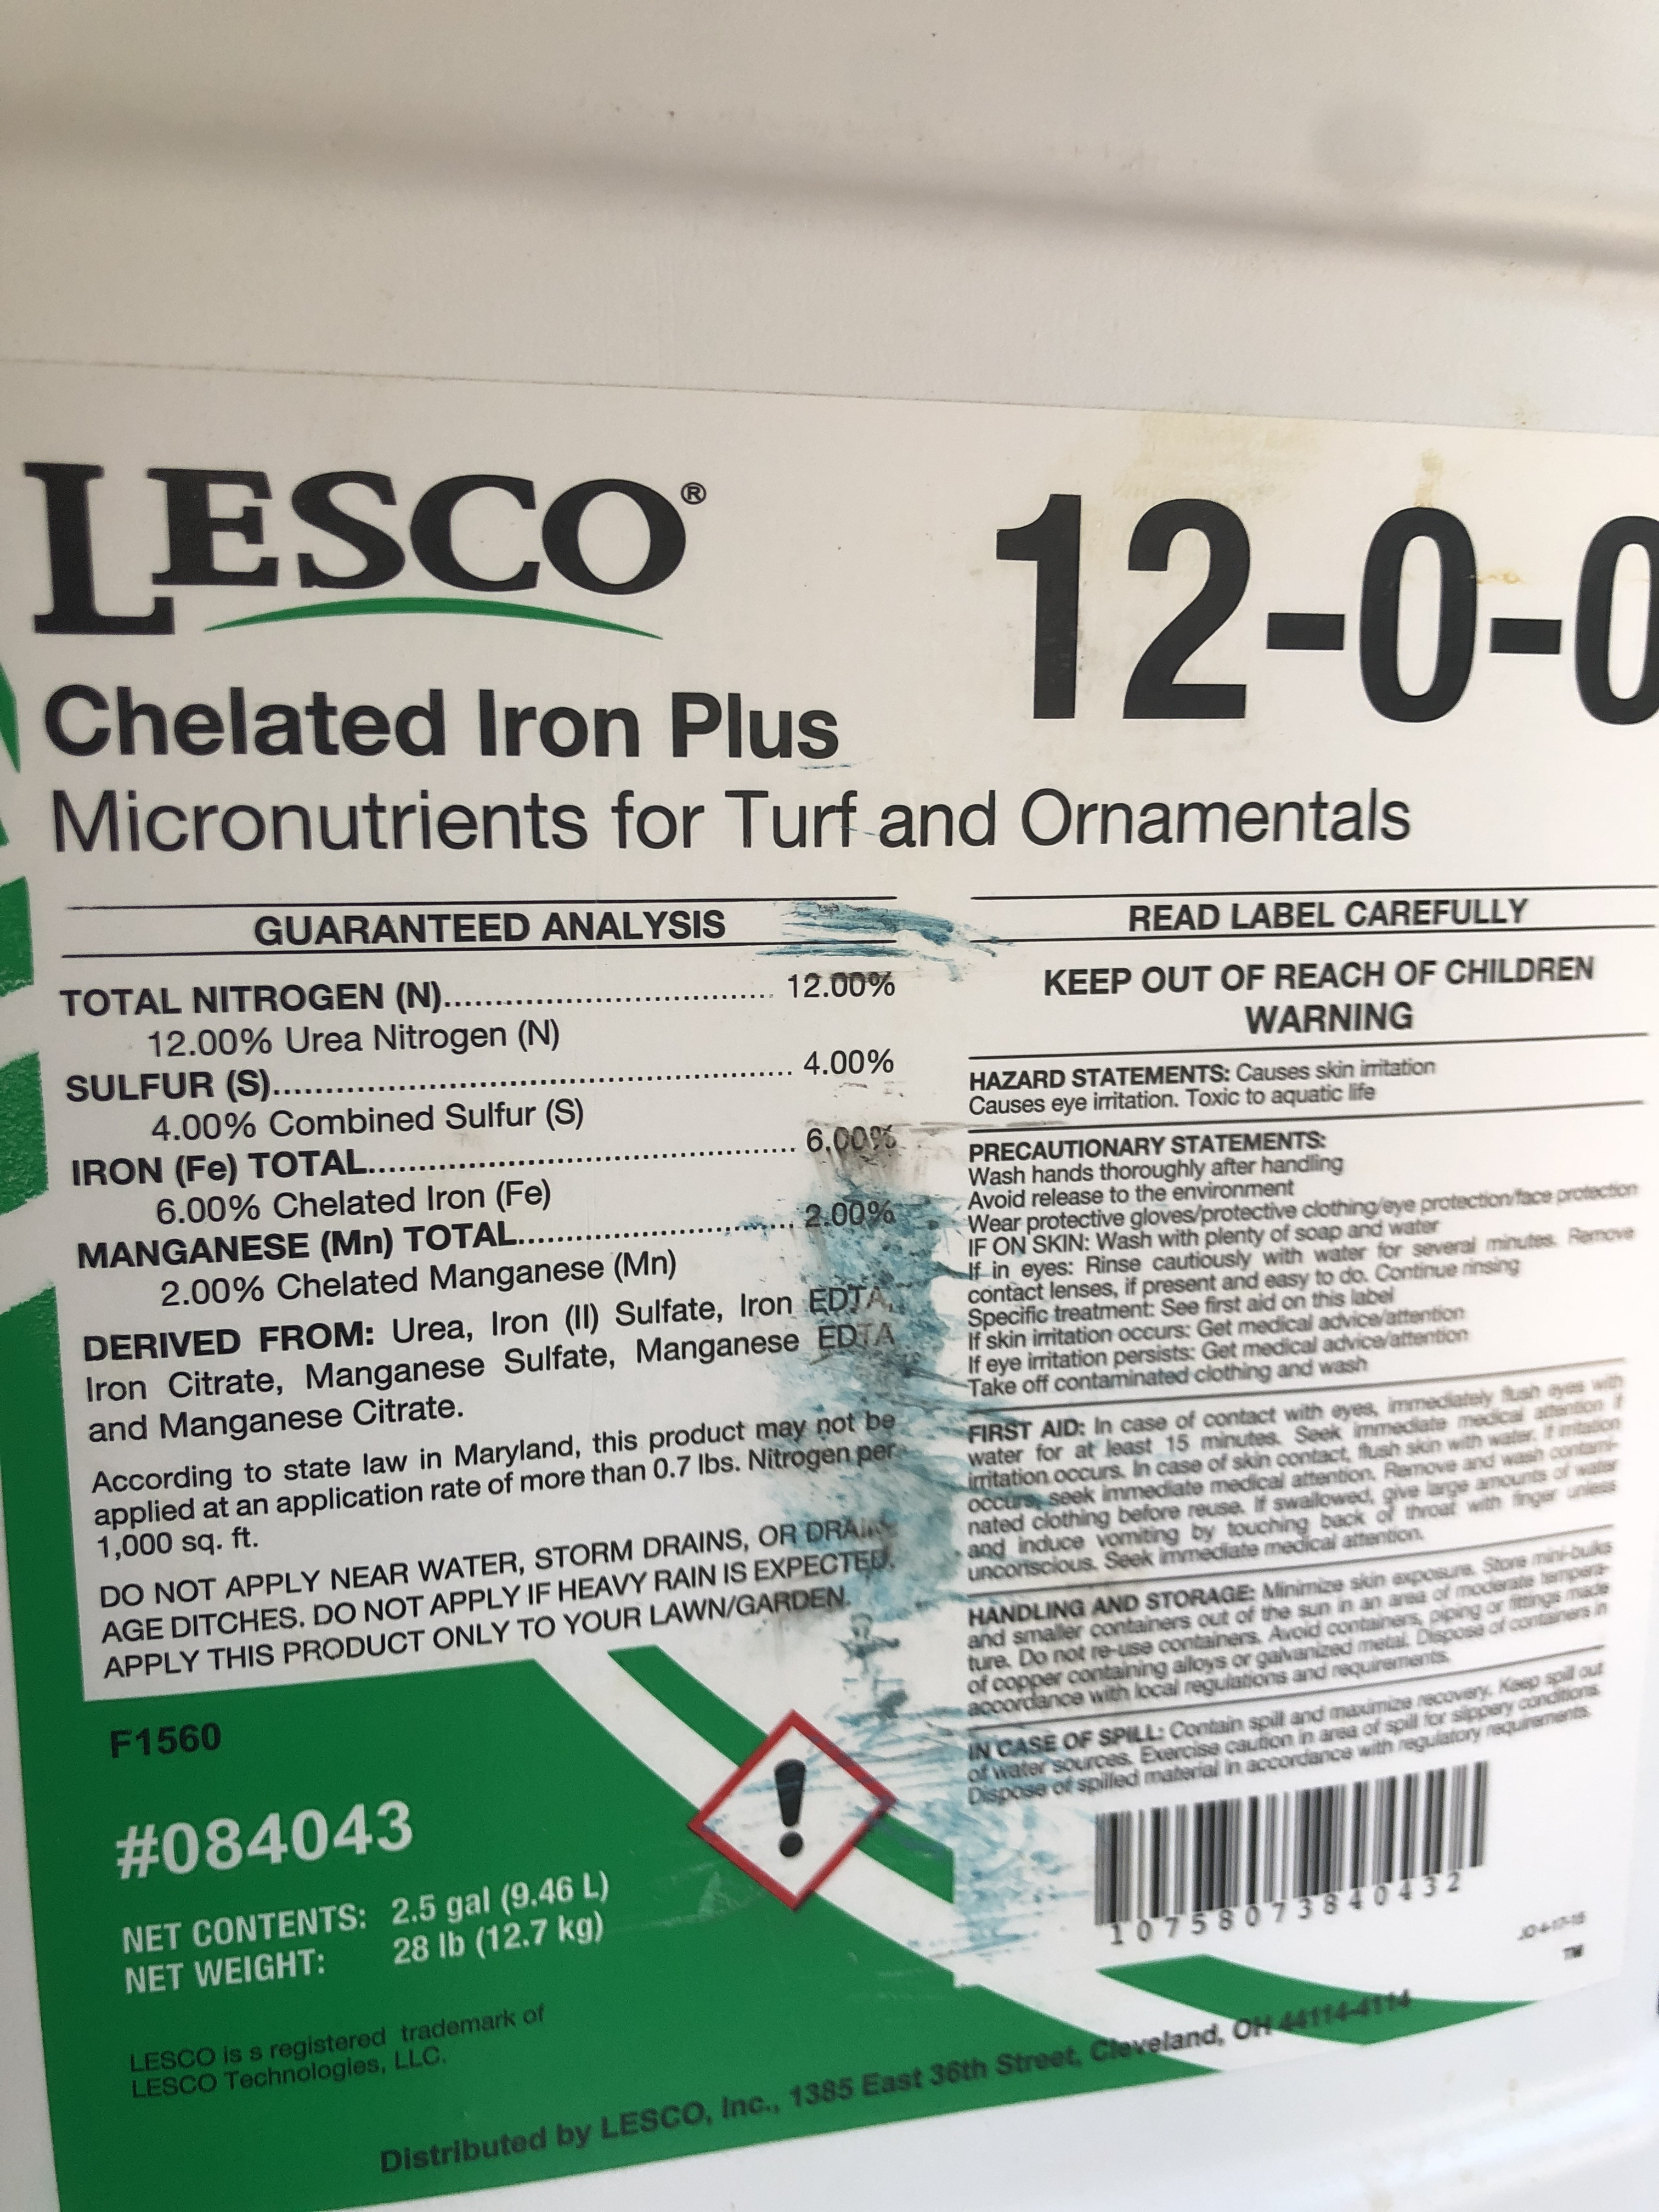 LESCO®
12-0-0
Chelated Iron Plus
Micronutrients for Turf and Ornamentals
GUARANTEED ANALYSIS
TOTAL NITROGEN (N)........................................ 12.00%
12.00% Urea Nitrogen (N)
SULFUR (S)............................................................ 4.00%
4.00% Combined Sulfur (S)
IRON (Fe) TOTAL.................................................. 6.00%
6.00% Chelated Iron (Fe)
MANGANESE (Mn) TOTAL................................ 2.00%
2.00% Chelated Manganese (Mn)
DERIVED FROM: Urea, Iron (II) Sulfate, Iron EDTA,
Iron Citrate, Manganese Sulfate, Manganese EDTA
and Manganese Citrate.
According to state law in Maryland, this product may not be
applied at an application rate of more than 0.7 lbs. Nitrogen per
1,000 sq. ft.
DO NOT APPLY NEAR WATER, STORM DRAINS, OR DRAIN-
AGE DITCHES. DO NOT APPLY IF HEAVY RAIN IS EXPECTED.
APPLY THIS PRODUCT ONLY TO YOUR LAWN/GARDEN.
F1560
#084043
NET CONTENTS: 2.5 gal (9.46 L)
NET WEIGHT: 28 lb (12.7 kg)
LESCO is s registered trademark of
LESCO Technologies, LLC.
READ LABEL CAREFULLY
KEEP OUT OF REACH OF CHILDREN
WARNING
HAZARD STATEMENTS: Causes skin irritation
Causes eye irritation. Toxic to aquatic life
PRECAUTIONARY STATEMENTS:
Wash hands thoroughly after handling
Avoid release to the environment
Wear protective gloves/protective clothing/eye protection/face protection
IF ON SKIN: Wash with plenty of soap and water
If in eyes: Rinse cautiously with water for several minutes. Remove
contact lenses, if present and easy to do. Continue rinsing
Specific treatment: See first aid on this label
If skin irritation occurs: Get medical advice/attention
If eye irritation persists: Get medical advice/attention
Take off contaminated clothing and wash
FIRST AID: In case of contact with eyes, immediately flush eyes with
water for at least 15 minutes. Seek immediate medical attention if
irritation occurs. In case of skin contact, flush skin with water. If irritation
occurs, seek immediate medical attention. Remove and wash contami-
nated clothing before reuse. If swallowed, give large amounts of water
and induce vomiting by touching back of throat with finger unless
unconscious. Seek immediate medical attention.
HANDLING AND STORAGE: Minimize skin exposure. Store mini-bulks
and smaller containers out of the sun in an area of moderate tempera-
ture. Do not re-use containers. Avoid containers, piping or fittings made
of copper containing alloys or galvanized metal. Dispose of containers in
accordance with local regulations and requirements.
IN CASE OF SPILL: Contain spill and maximize recovery. Keep spill out
of water sources. Exercise caution in area of spill for slippery conditions.
Dispose of spilled material in accordance with regulatory requirements.
10758073840432
JO 4-17-15
TM
Distributed by LESCO, Inc., 1385 East 36th Street, Cleveland, OH 44114-4114